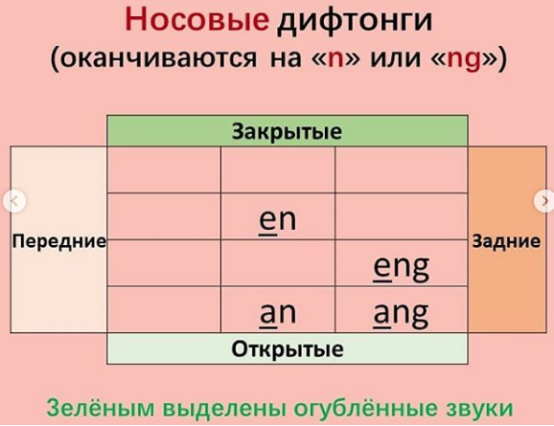 Носовые дифтонги
(оканчиваются на «n» или «ng»)
Закрытые
en
Передние
Задние
eng
an ang
Открытые
Зелёным выделены огублённые звуки